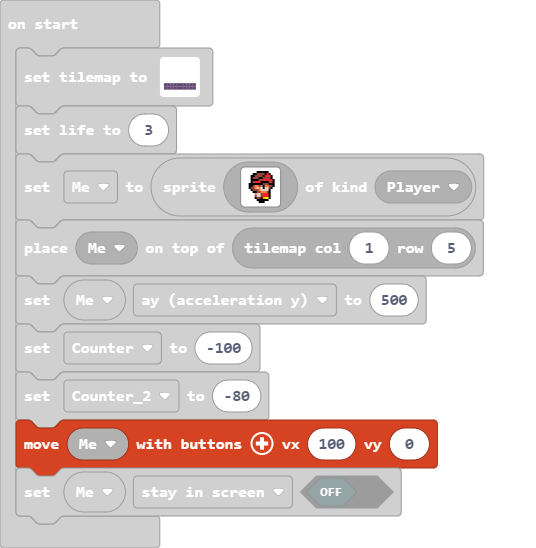 on start
set tilemap to
set life to 3
set Me to sprite of kind Player
place Me on top of tilemap col 1 row 5
set Me ay (acceleration y) to 500
set Counter to -100
set Counter_2 to -80
move Me with buttons + vx 100 vy 0
set Me stay in screen OFF